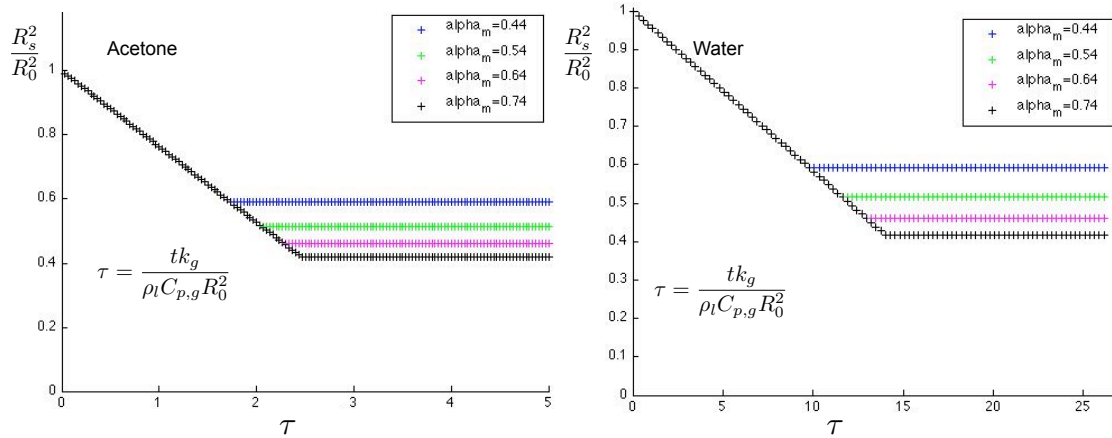 R_s^2/R_0^2
Acetone
alpha_m=0.44
alpha_m=0.54
alpha_m=0.64
alpha_m=0.74
1
0.8
0.6
0.4
0.2
0
τ = tk_g/(ρ_l C_{p,g} R_0^2)
0 1 2 3 4 5
τ
R_s^2/R_0^2
Water
alpha_m=0.44
alpha_m=0.54
alpha_m=0.64
alpha_m=0.74
1
0.9
0.8
0.7
0.6
0.5
0.4
0.3
0.2
0.1
0
τ = tk_g/(ρ_l C_{p,g} R_0^2)
0 5 10 15 20 25
τ